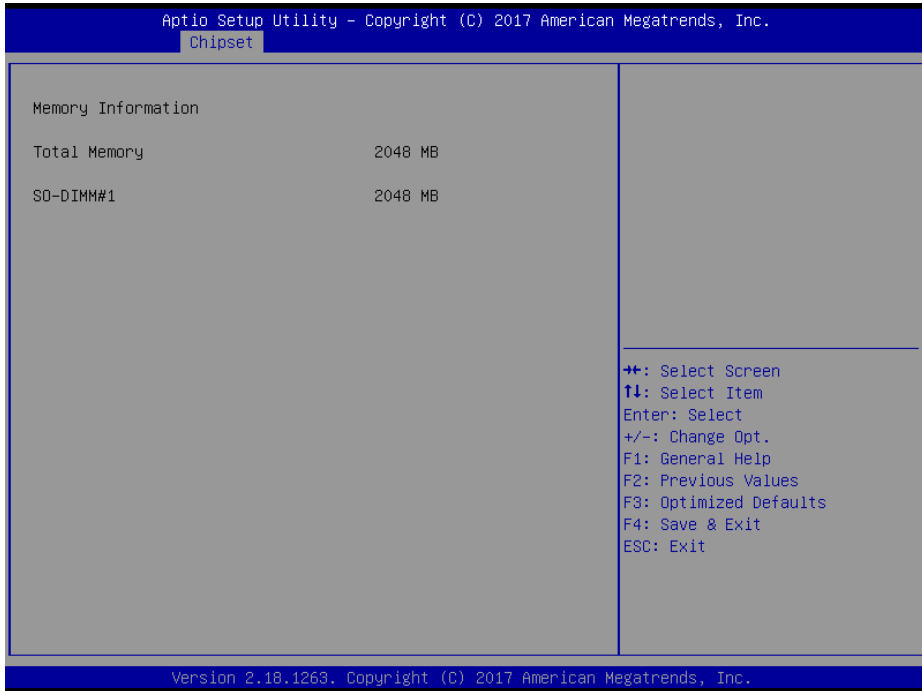 Aptio Setup Utility – Copyright (C) 2017 American Megatrends, Inc.
Chipset
Memory Information
Total Memory 2048 MB
SO-DIMM#1 2048 MB
→←: Select Screen
↑↓: Select Item
Enter: Select
+/-: Change Opt.
F1: General Help
F2: Previous Values
F3: Optimized Defaults
F4: Save & Exit
ESC: Exit
Version 2.18.1263. Copyright (C) 2017 American Megatrends, Inc.